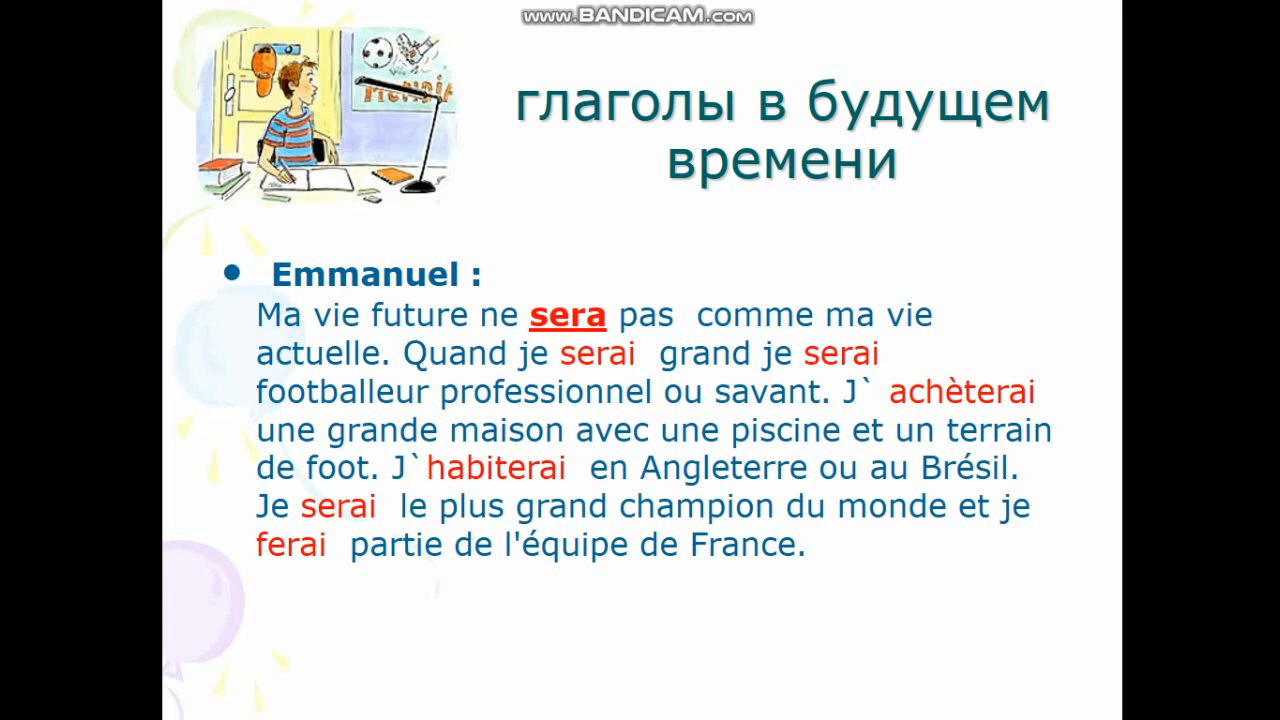 www.BANDICAM.com
MONDIA
глаголы в будущем
времени
• Emmanuel :
Ma vie future ne sera pas comme ma vie
actuelle. Quand je serai grand je serai
footballeur professionnel ou savant. J` achèterai
une grande maison avec une piscine et un terrain
de foot. J`habiterai en Angleterre ou au Brésil.
Je serai le plus grand champion du monde et je
ferai partie de l'équipe de France.